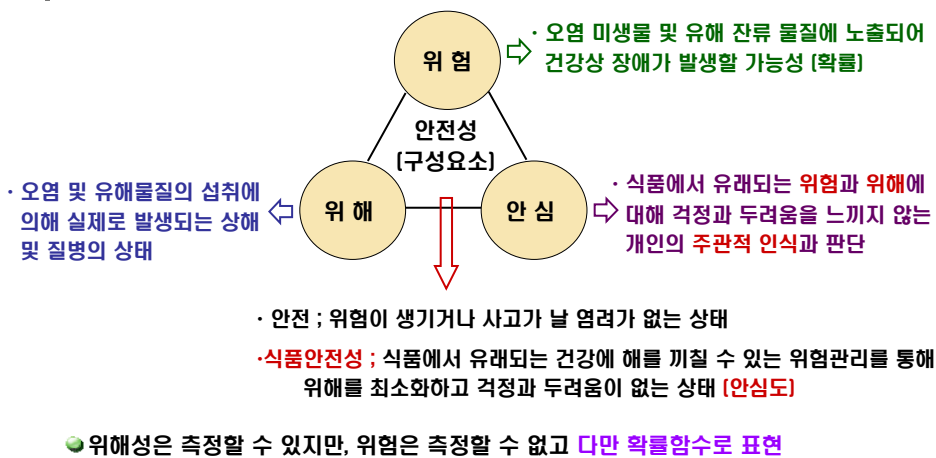 위 험
· 오염 미생물 및 유해 잔류 물질에 노출되어
건강상 장애가 발생할 가능성 (확률)
안전성
(구성요소)
위 해
· 오염 및 유해물질의 섭취에
의해 실제로 발생되는 상해
및 질병의 상태
안 심
· 식품에서 유래되는 위험과 위해에
대해 걱정과 두려움을 느끼지 않는
개인의 주관적 인식과 판단
· 안전 ; 위험이 생기거나 사고가 날 염려가 없는 상태
·식품안전성 ; 식품에서 유래되는 건강에 해를 끼칠 수 있는 위험관리를 통해
위해를 최소화하고 걱정과 두려움이 없는 상태 (안심도)
위해성은 측정할 수 있지만, 위험은 측정할 수 없고 다만 확률함수로 표현